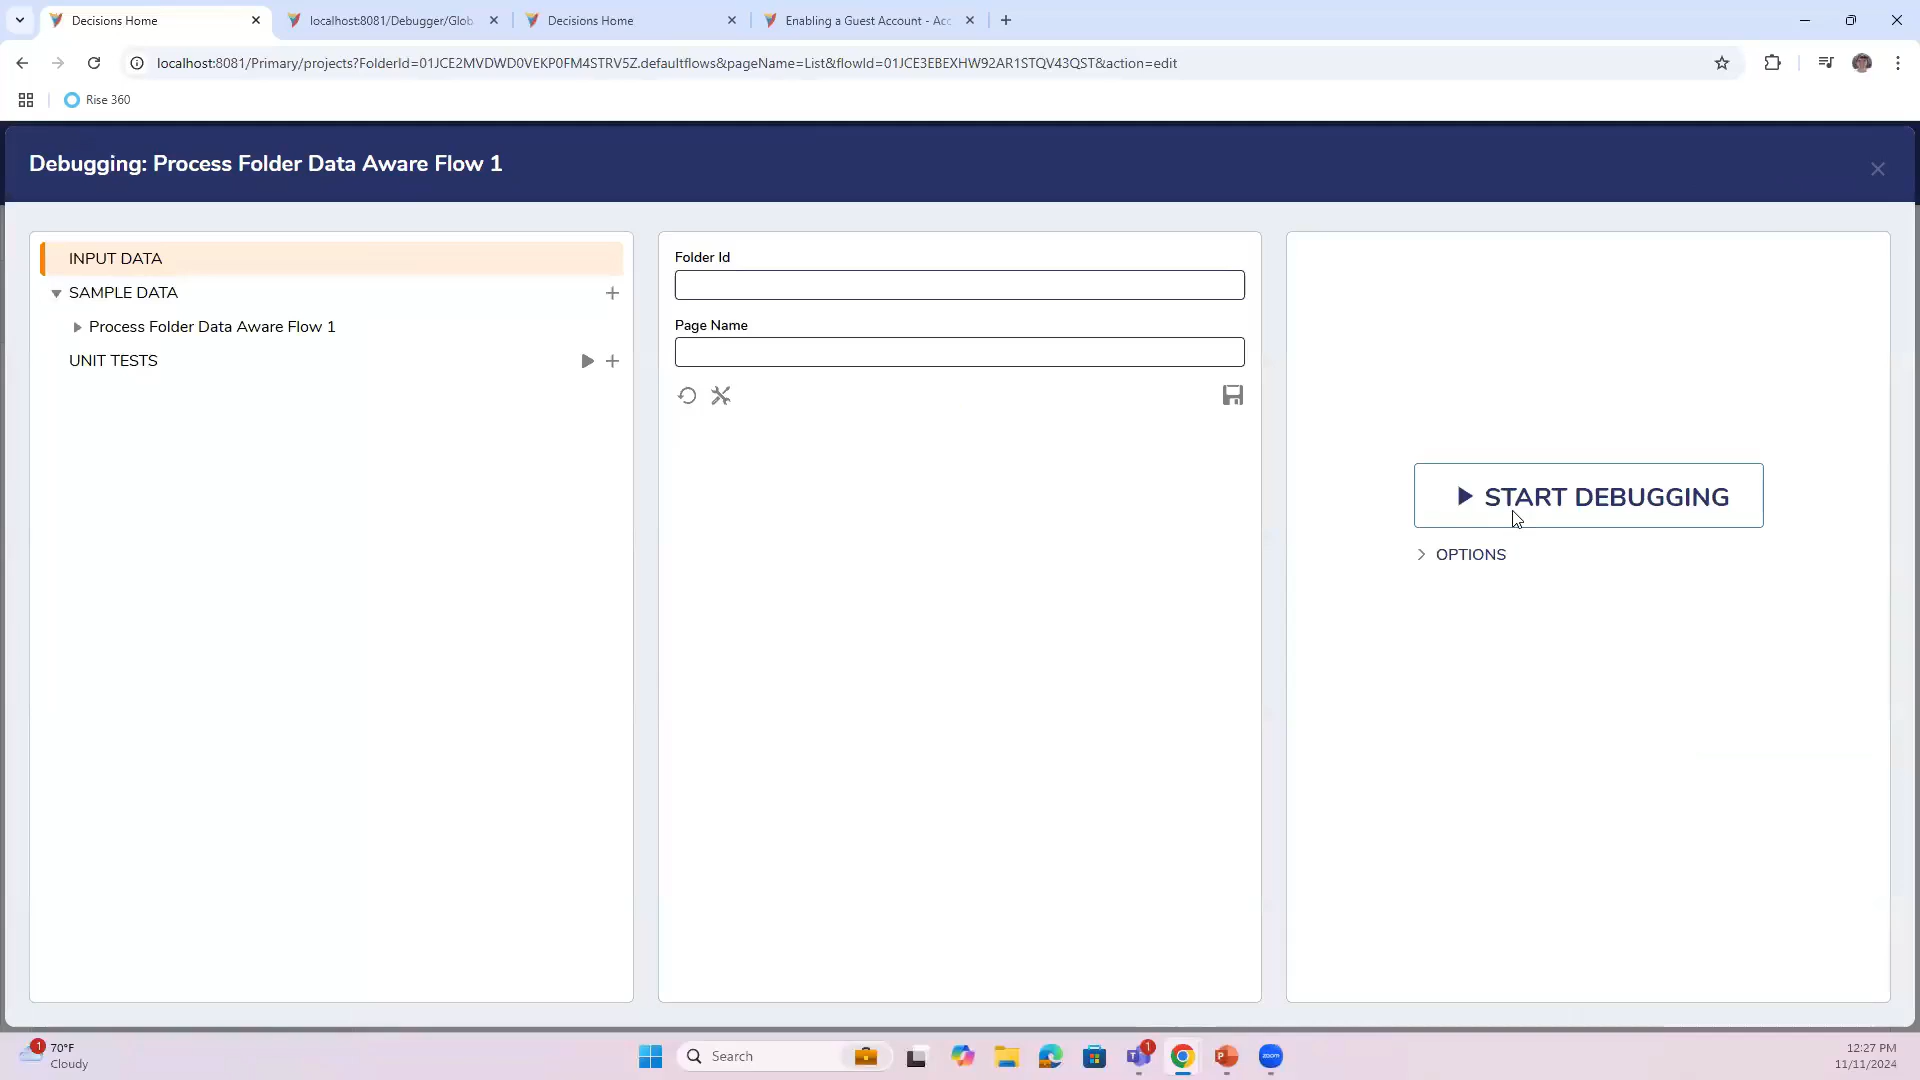 Decisions Home
localhost:8081/Debugger/Glob
Decisions Home
Enabling a Guest Account - Acc
localhost:8081/Primary/projects?FolderId=01JCE2MVDWD0VEKP0FM4STRV5Z.defaultflows&pageName=List&flowId=01JCE3EBEXHW92AR1STQV43QST&action=edit
Rise 360
Debugging: Process Folder Data Aware Flow 1
INPUT DATA
SAMPLE DATA
Process Folder Data Aware Flow 1
UNIT TESTS
Folder Id
Page Name
START DEBUGGING
OPTIONS
1
70°F
Cloudy
Search
1
zoom
12:27 PM
11/11/2024